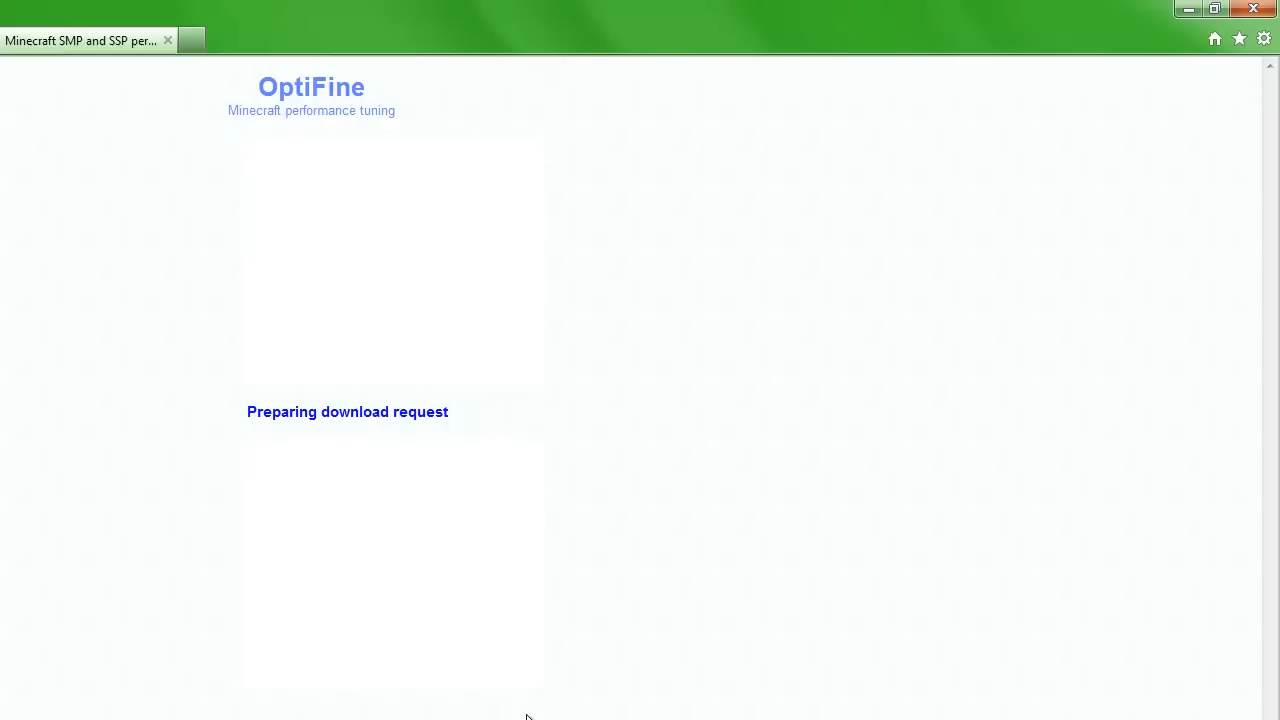 Minecraft SMP and SSP per...
OptiFine
Minecraft performance tuning
Preparing download request